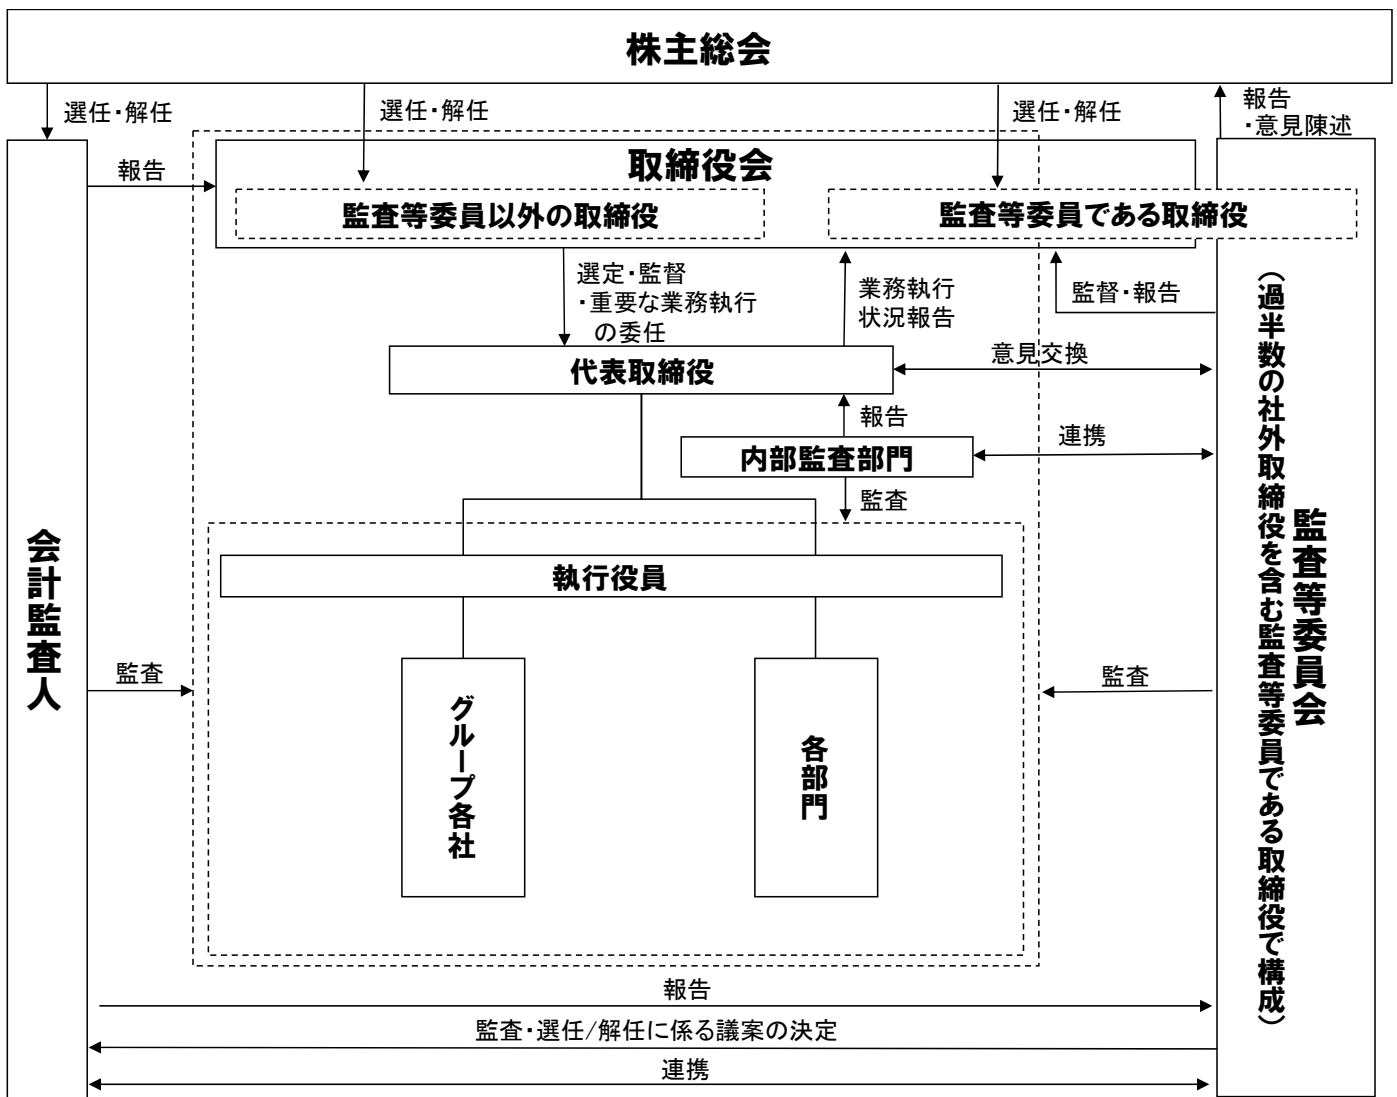 株主総会
選任・解任
選任・解任
選任・解任
報告
・意見陳述
報告
取締役会
監査等委員以外の取締役
監査等委員である取締役
選定・監督
・重要な業務執行
の委任
業務執行
状況報告
監督・報告
代表取締役
意見交換
報告
内部監査部門
連携
監査
執行役員
会計監査人
監査
グループ各社
各部門
監査
監査等委員会
（過半数の社外取締役を含む監査等委員である取締役で構成）
報告
監査・選任/解任に係る議案の決定
連携